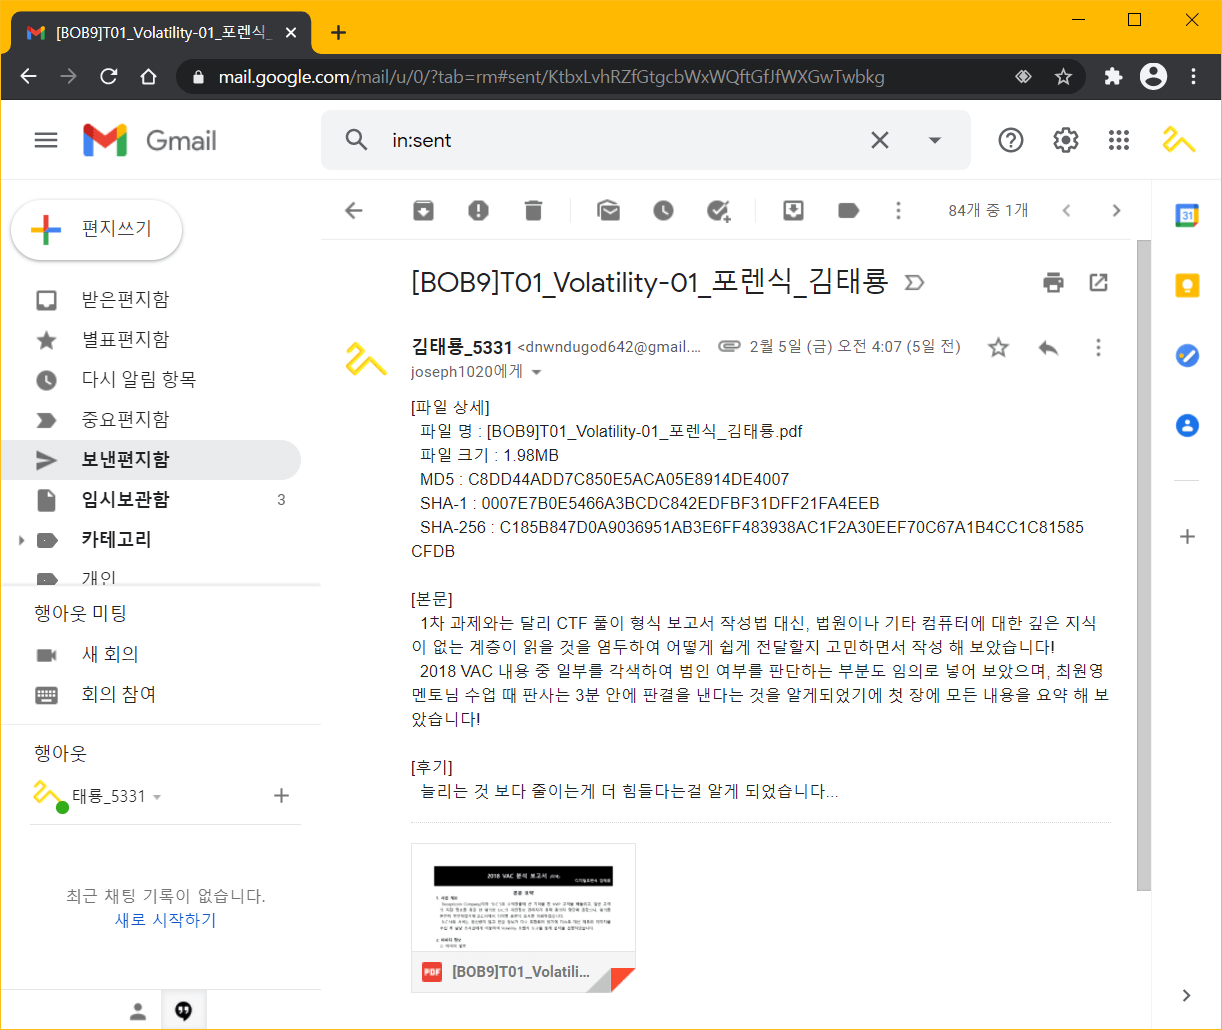 [BOB9]T01_Volatility-01_포렌식_
mail.google.com/mail/u/0/?tab=rm#sent/KtbxLvhRZfGtgcbWxWQftGfJfWXGwTwbkg
Gmail
in:sent
편지쓰기
84개 중 1개
31
받은편지함
별표편지함
다시 알림 항목
중요편지함
보낸편지함
임시보관함 3
카테고리
개인
행아웃 미팅
새 회의
회의 참여
행아웃
태룡_5331
최근 채팅 기록이 없습니다.
새로 시작하기
[BOB9]T01_Volatility-01_포렌식_김태룡
김태룡_5331 <dnwndugod642@gmail.... 2월 5일 (금) 오전 4:07 (5일 전)
joseph1020에게
[파일 상세]
파일 명 : [BOB9]T01_Volatility-01_포렌식_김태룡.pdf
파일 크기 : 1.98MB
MD5 : C8DD44ADD7C850E5ACA05E8914DE4007
SHA-1 : 0007E7B0E5466A3BCDC842EDFBF31DFF21FA4EEB
SHA-256 : C185B847D0A9036951AB3E6FF483938AC1F2A30EEF70C67A1B4CC1C81585
CFDB
[본문]
1차 과제와는 달리 CTF 풀이 형식 보고서 작성법 대신, 법원이나 기타 컴퓨터에 대한 깊은 지식
이 없는 계층이 읽을 것을 염두하여 어떻게 쉽게 전달할지 고민하면서 작성 해 보았습니다!
2018 VAC 내용 중 일부를 각색하여 범인 여부를 판단하는 부분도 임의로 넣어 보았으며, 최원영
멘토님 수업 때 판사는 3분 안에 판결을 낸다는 것을 알게되었기에 첫 장에 모든 내용을 요약 해 보
았습니다!
[후기]
늘리는 것 보다 줄이는게 더 힘들다는걸 알게 되었습니다...
2018 VAC 분석 보고서
본문 요약
PDF [BOB9]T01_Volatili...